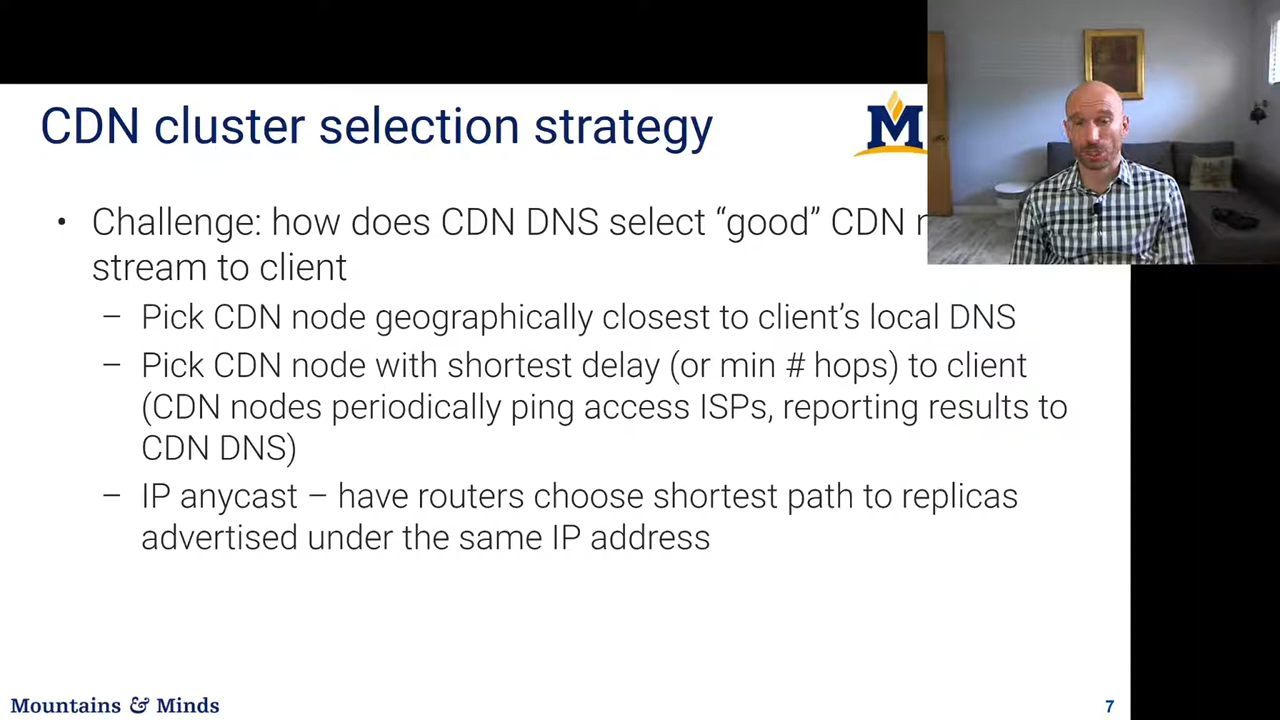 CDN cluster selection strategy
M
• Challenge: how does CDN DNS select “good” CDN
stream to client
– Pick CDN node geographically closest to client’s local DNS
– Pick CDN node with shortest delay (or min # hops) to client
(CDN nodes periodically ping access ISPs, reporting results to
CDN DNS)
– IP anycast – have routers choose shortest path to replicas
advertised under the same IP address
Mountains & Minds
7